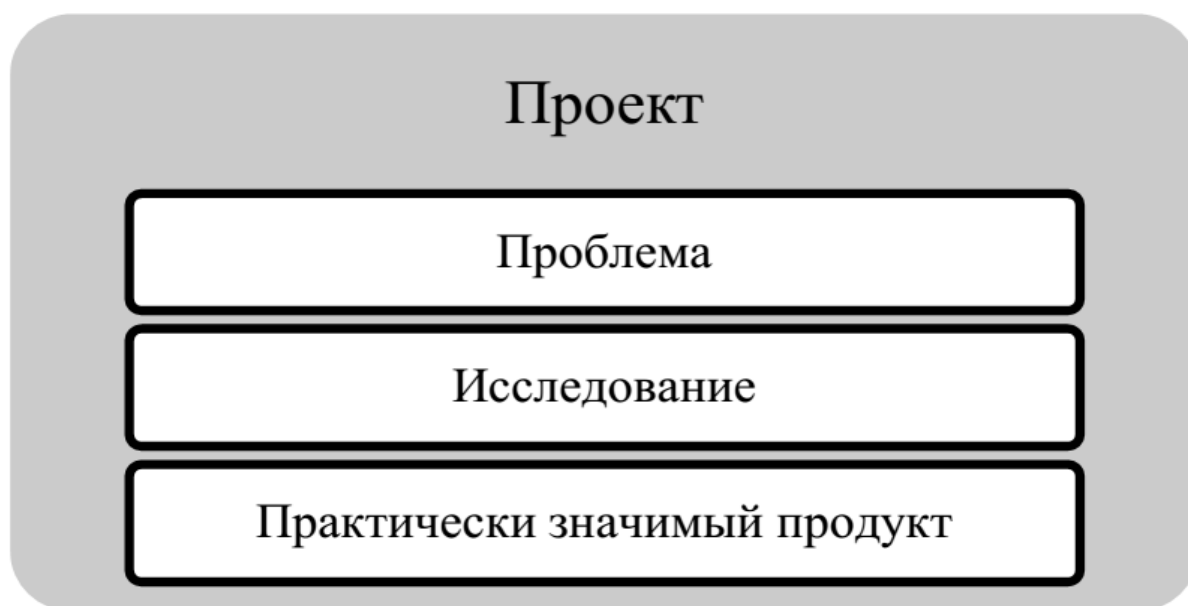 Проект
Проблема
Исследование
Практически значимый продукт